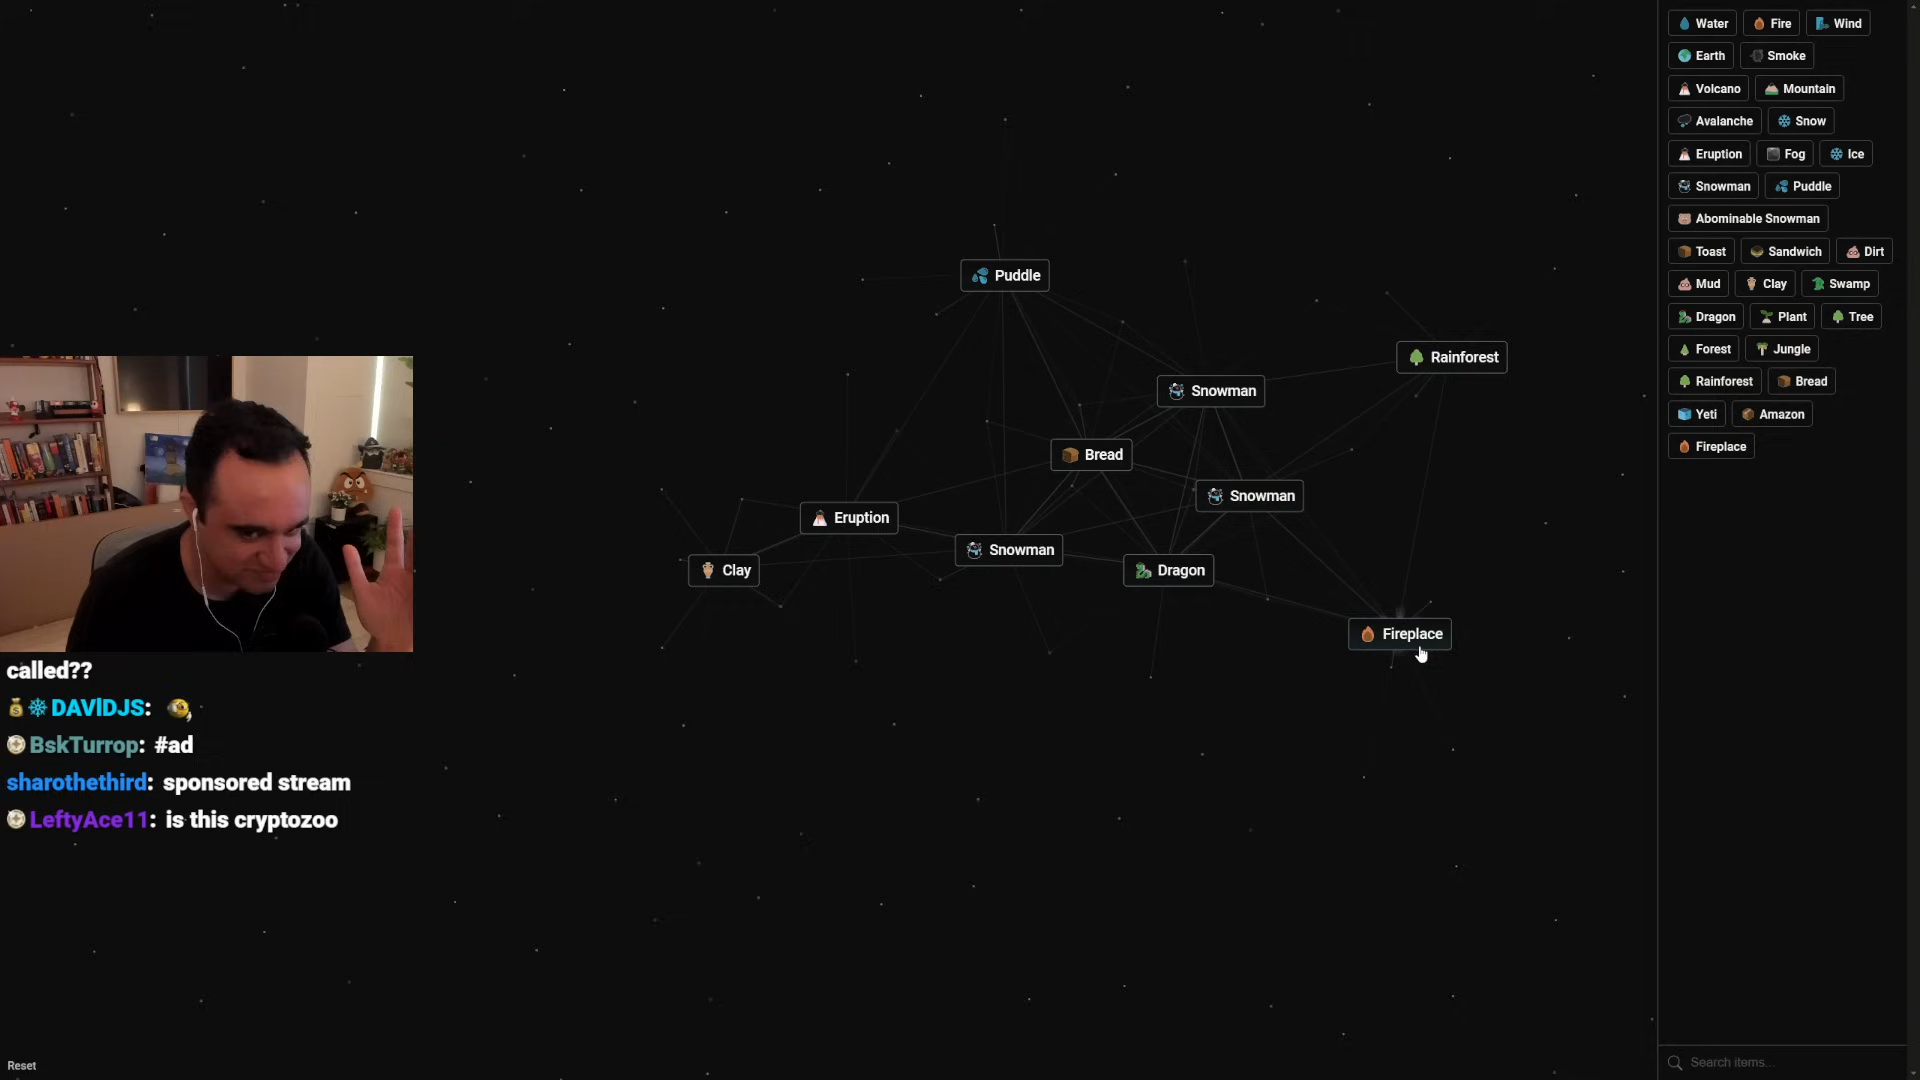 Water Fire Wind
Earth Smoke
Volcano Mountain
Avalanche Snow
Eruption Fog Ice
Snowman Puddle
Abominable Snowman
Toast Sandwich Dirt
Mud Clay Swamp
Dragon Plant Tree
Forest Jungle
Rainforest Bread
Yeti Amazon
Fireplace
Puddle
Rainforest
Snowman
Bread
Snowman
Eruption
Snowman
Clay
Dragon
Fireplace
called??
DAVlDJS:
BskTurrop: #ad
sharothethird: sponsored stream
LeftyAce11: is this cryptozoo
Reset
Search items...